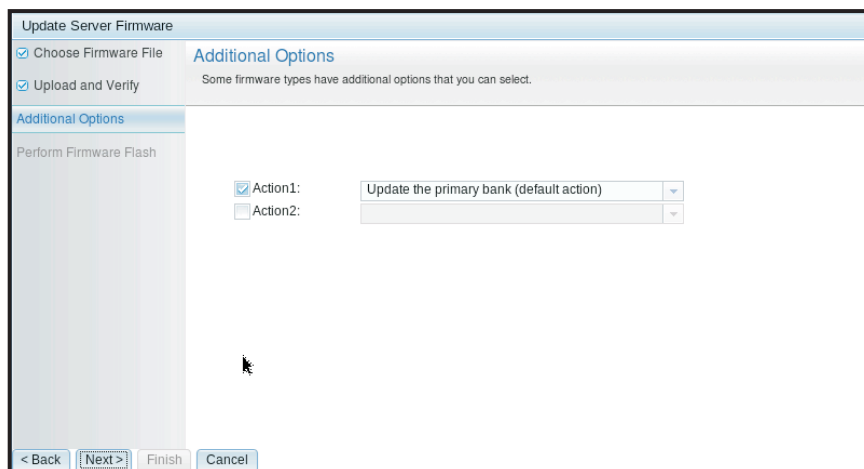 Update Server Firmware
Choose Firmware File
Upload and Verify
Additional Options
Perform Firmware Flash
Additional Options
Some firmware types have additional options that you can select.
Action1: Update the primary bank (default action)
Action2:
< Back Next > Finish Cancel